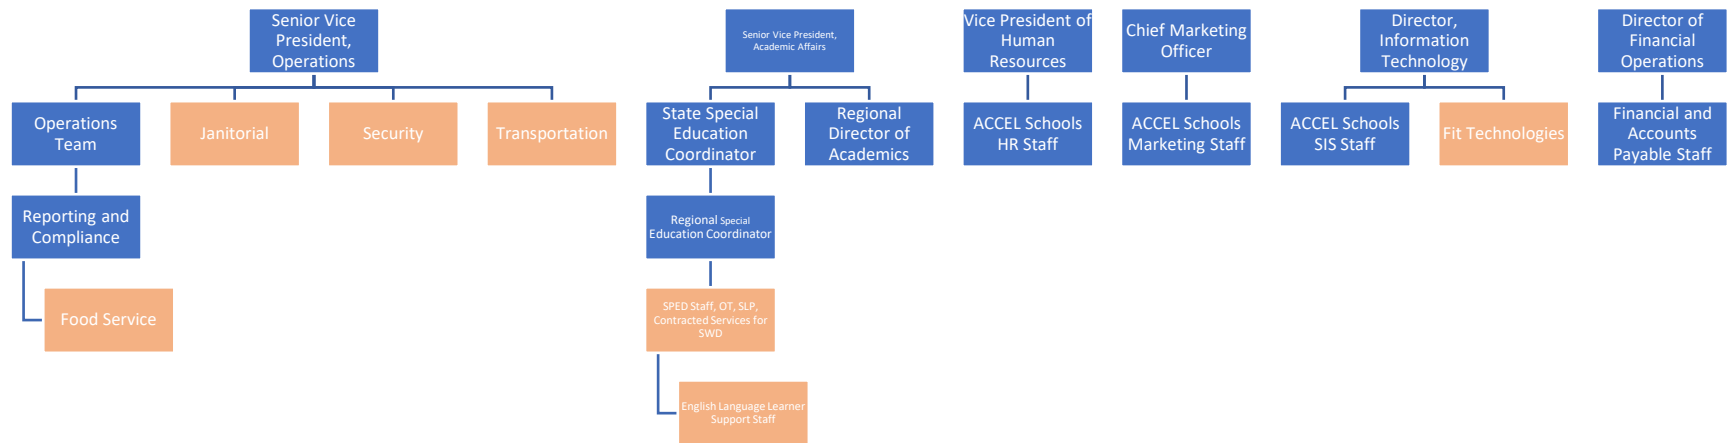 Senior Vice
President,
Operations
Senior Vice President,
Academic Affairs
Vice President of
Human
Resources
Chief Marketing
Officer
Director,
Information
Technology
Director of
Financial
Operations
Operations
Team
Janitorial
Security
Transportation
State Special
Education
Coordinator
Regional
Director of
Academics
ACCEL Schools
HR Staff
ACCEL Schools
Marketing Staff
ACCEL Schools
SIS Staff
Fit Technologies
Financial and
Accounts
Payable Staff
Reporting and
Compliance
Regional Special
Education Coordinator
Food Service
SPED Staff, OT, SLP,
Contracted Services for
SWD
English Language Learner
Support Staff